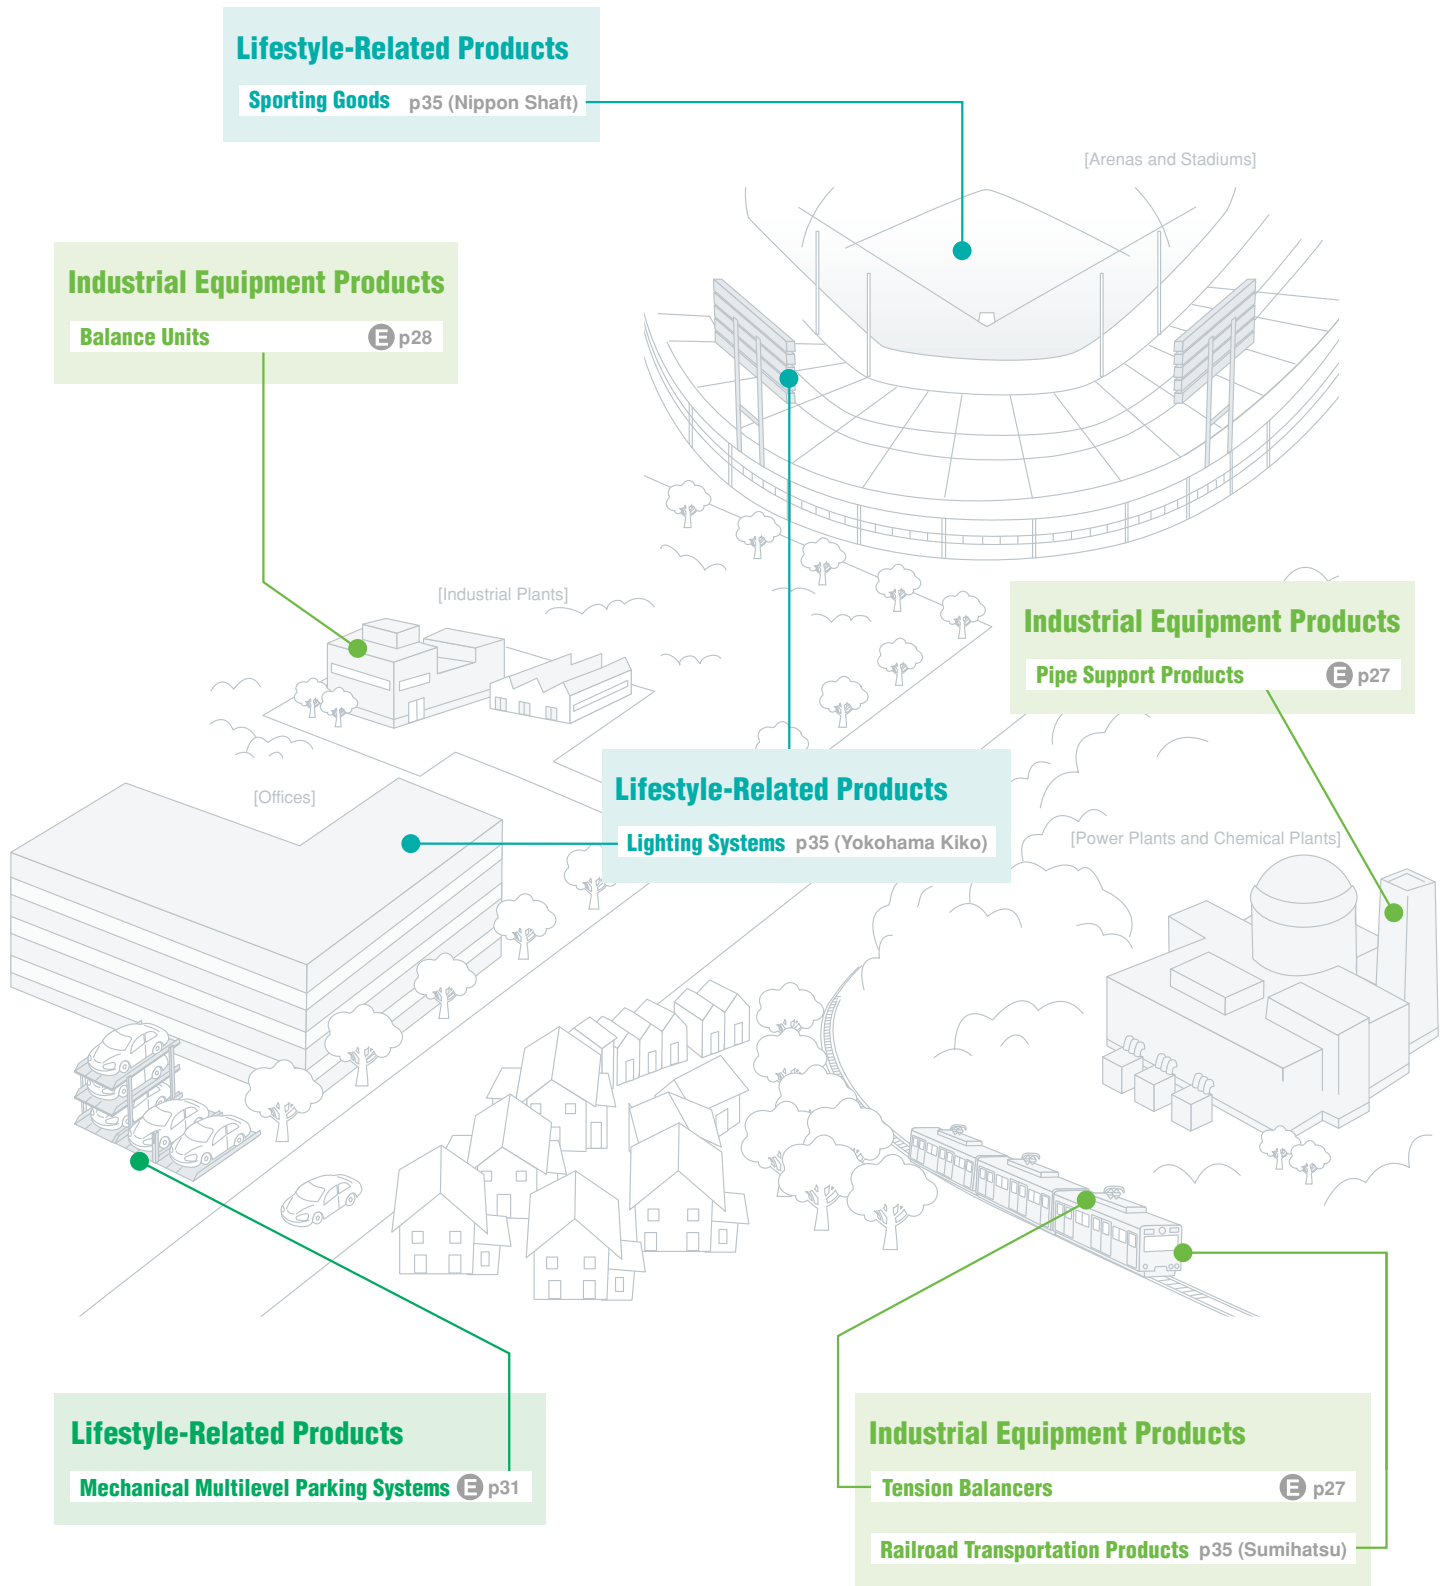 Lifestyle-Related Products
Sporting Goods p35 (Nippon Shaft)
[Arenas and Stadiums]
Industrial Equipment Products
Balance Units E p28
[Industrial Plants]
Industrial Equipment Products
Pipe Support Products E p27
[Offices]
Lifestyle-Related Products
Lighting Systems p35 (Yokohama Kiko)
[Power Plants and Chemical Plants]
Lifestyle-Related Products
Mechanical Multilevel Parking Systems E p31
Industrial Equipment Products
Tension Balancers E p27
Railroad Transportation Products p35 (Sumihatsu)